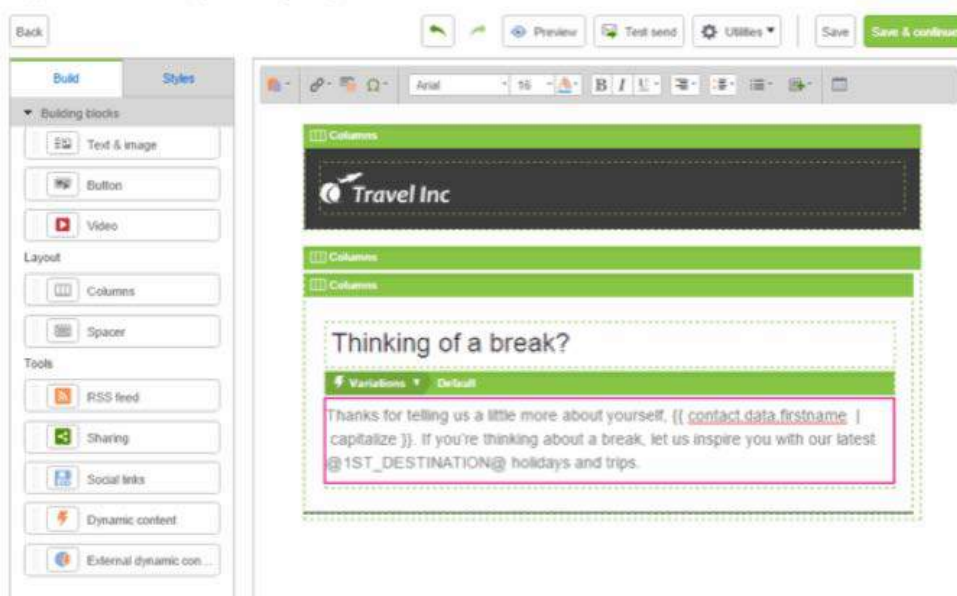 Back
Preview
Test send
Utilities
Save
Save & continue
Build
Styles
Arial
16
B I U
Building blocks
Text & image
Button
Video
Layout
Columns
Spacer
Tools
RSS feed
Sharing
Social links
Dynamic content
External dynamic con...
Columns
Travel Inc
Columns
Columns
Thinking of a break?
Variations
Default
Thanks for telling us a little more about yourself, {{ contact.data.firstname |
capitalize }}. If you're thinking about a break, let us inspire you with our latest
@1ST_DESTINATION@ holidays and trips.